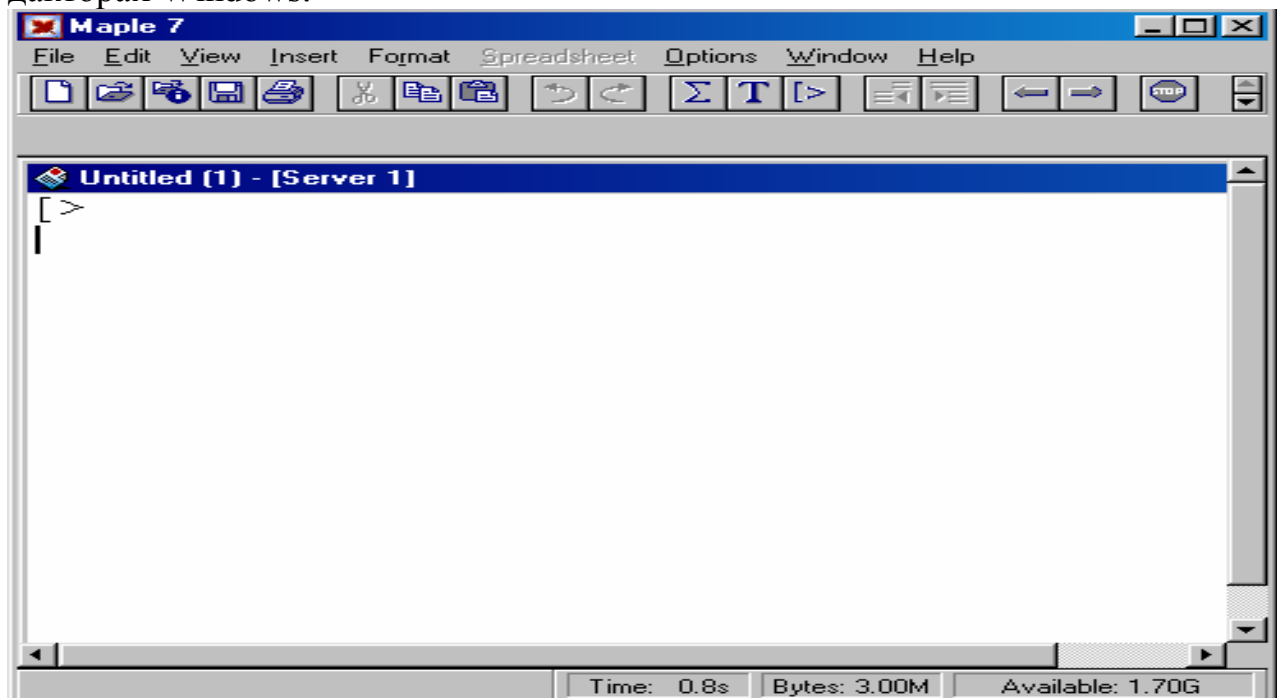 Maple 7
File Edit View Insert Format Spreadsheet Options Window Help
Σ T [> STOP
Untitled (1) - [Server 1]
[ >
Time: 0.8s Bytes: 3.00M Available: 1.70G